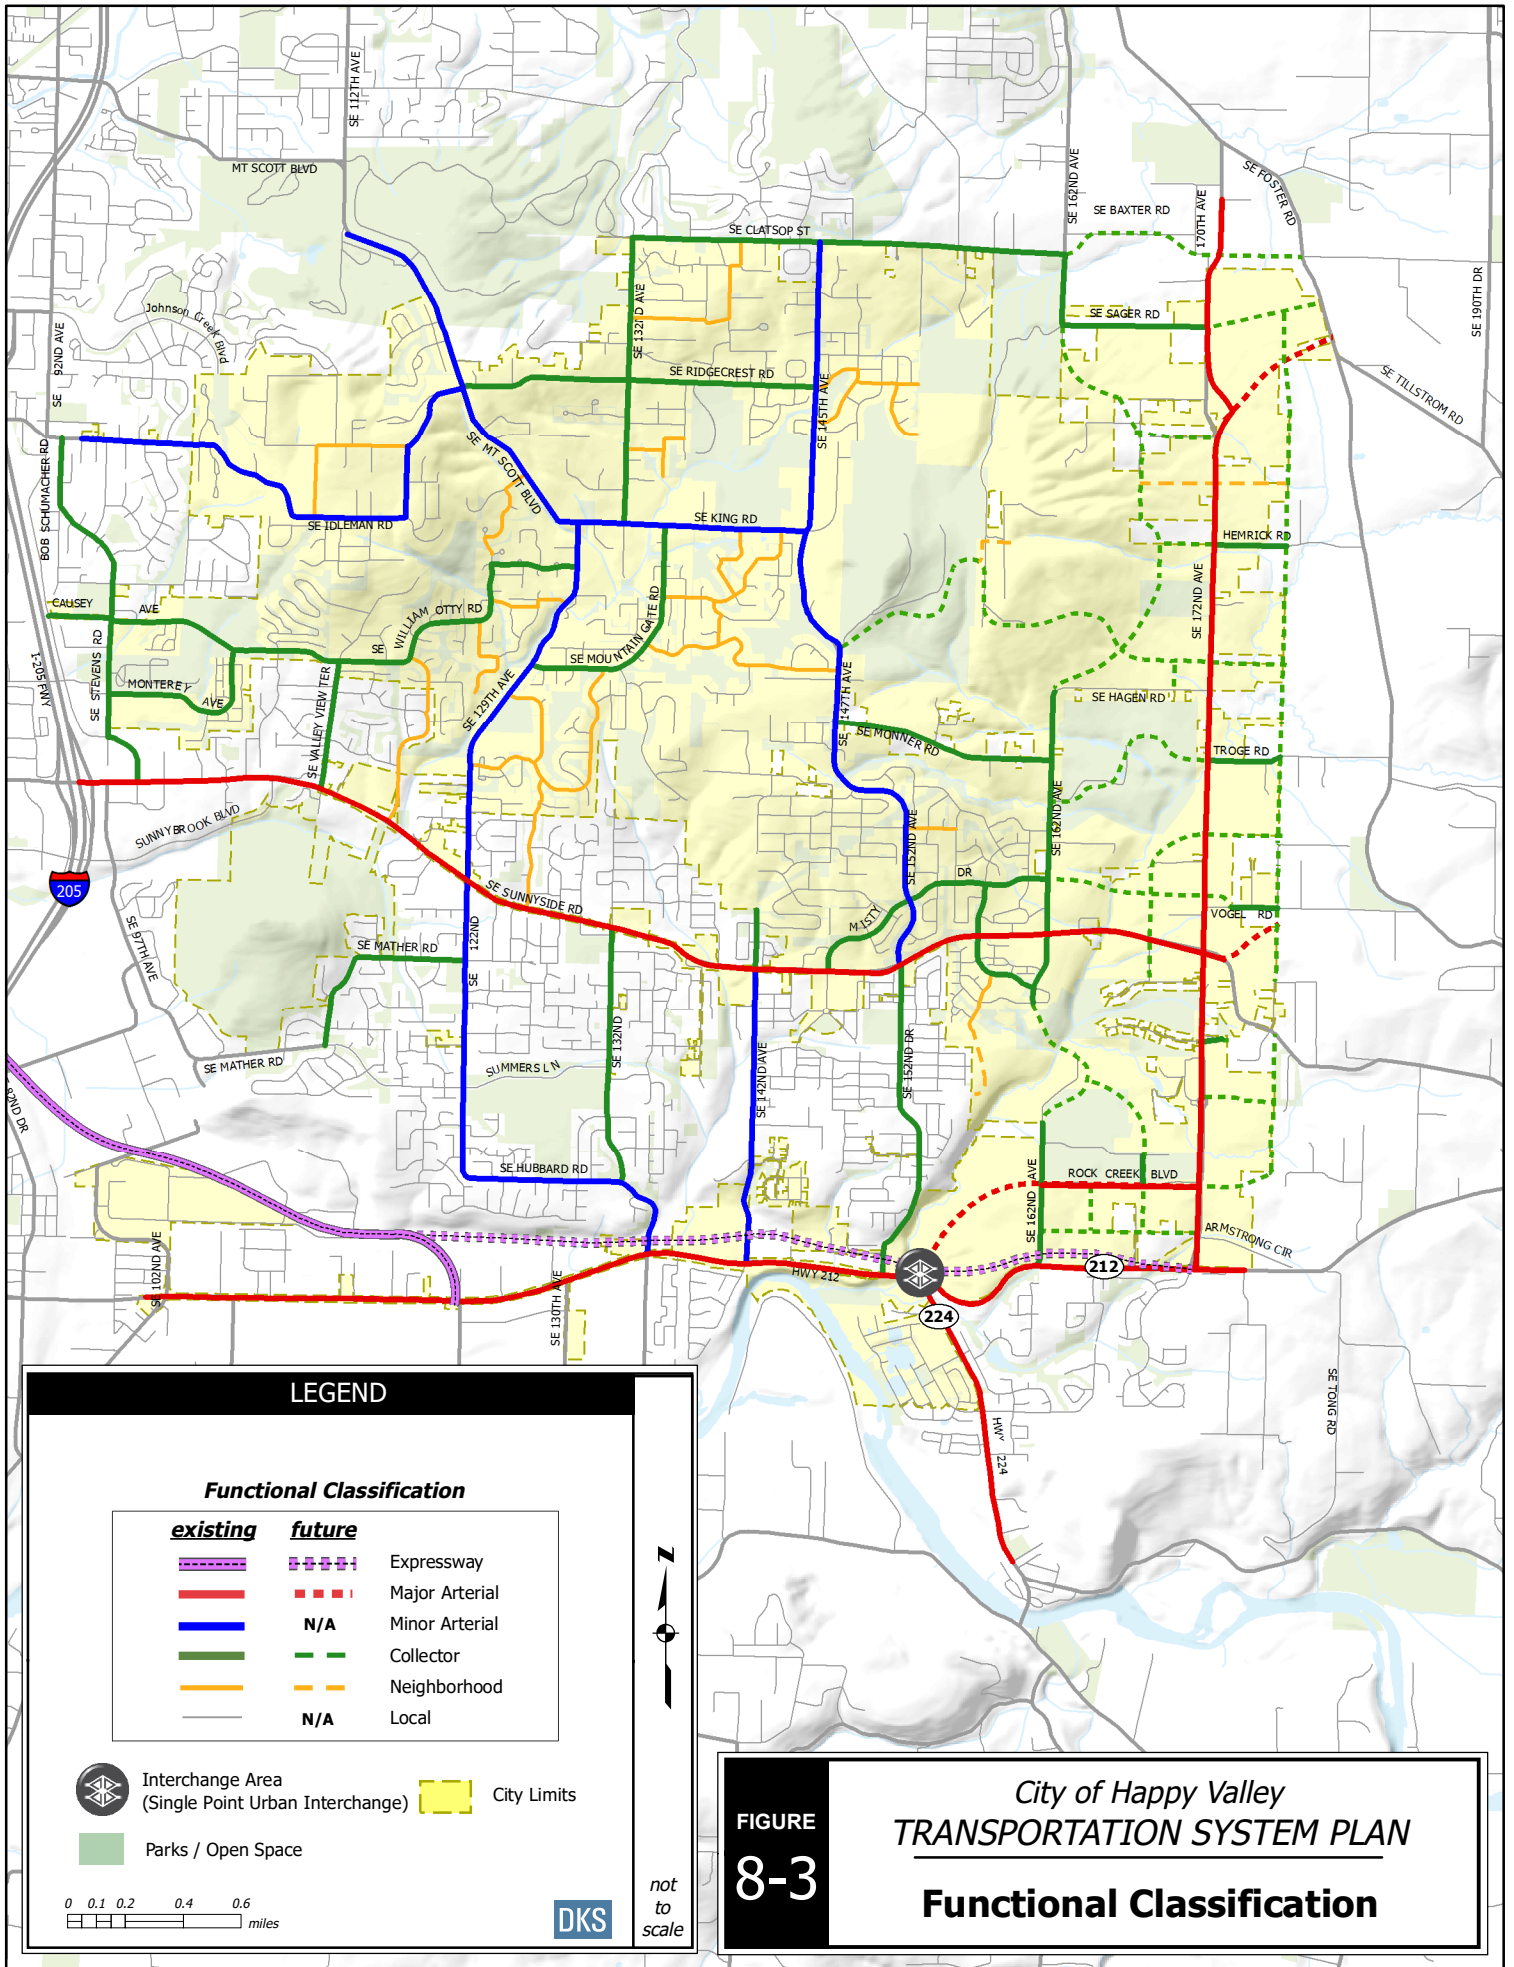 SE 112TH AVE
MT SCOTT BLVD
SE 162ND AVE
SE BAXTER RD
170TH AVE
SE FOSTER RD
SE CLATSOP ST
SE 190TH DR
Johnson Creek Blvd
SE 92ND AVE
SE 132ND AVE
SE SAGER RD
SE RIDGECREST RD
SE 145TH AVE
SE TILLSTROM RD
BOB SCHUMACHER RD
SE MT SCOTT BLVD
SE IDLEMAN RD
SE KING RD
HEMRICK RD
SE 172ND AVE
CAUSEY AVE
SE WILLIAM OTTY RD
SE MOUNTAIN GATE RD
I-205 FWY
SE STEVENS RD
MONTEREY AVE
SE VALLEY VIEW TER
SE 129TH AVE
SE 147TH AVE
SE HAGEN RD
SE MONNER RD
TROGE RD
SUNNYBROOK BLVD
SE 152ND AVE
SE 162ND AVE
205
SE SUNNYSIDE RD
MISTY DR
VOGEL RD
SE 97TH AVE
SE MATHER RD
SE 122ND
SE MATHER RD
SUMMERS LN
SE 132ND
SE 142ND AVE
SE 152ND DR
82ND DR
SE HUBBARD RD
SE 162ND AVE
ROCK CREEK BLVD
ARMSTRONG CIR
SE 102ND AVE
SE 130TH AVE
HWY 212
212
224
HWY 224
SE TONG RD
LEGEND
Functional Classification
existing future
Expressway
Major Arterial
N/A Minor Arterial
Collector
Neighborhood
N/A Local
Interchange Area
(Single Point Urban Interchange)
City Limits
Parks / Open Space
0 0.1 0.2 0.4 0.6
miles
DKS
Z
not
to
scale
FIGURE
8-3
City of Happy Valley
TRANSPORTATION SYSTEM PLAN
Functional Classification